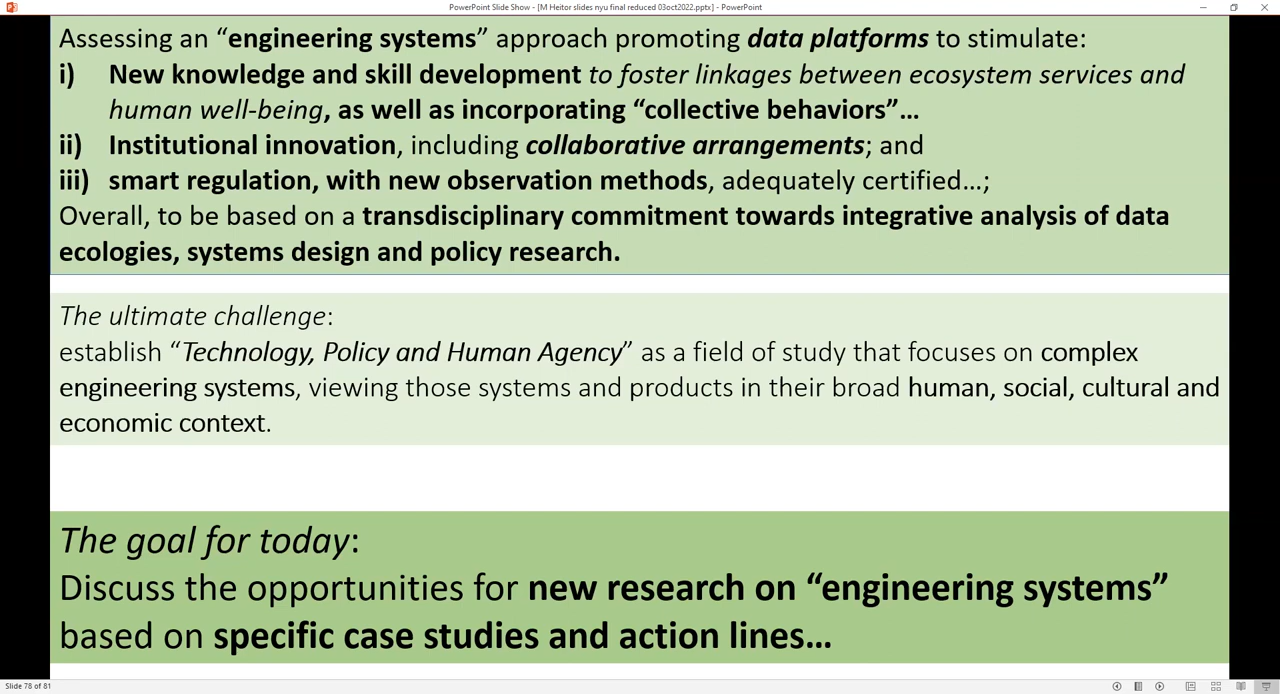 PowerPoint Slide Show - [M Heitor slides nyu final reduced 03oct2022.pptx] - PowerPoint
Assessing an “engineering systems” approach promoting data platforms to stimulate:
i) New knowledge and skill development to foster linkages between ecosystem services and
human well-being, as well as incorporating “collective behaviors”…
ii) Institutional innovation, including collaborative arrangements; and
iii) smart regulation, with new observation methods, adequately certified…;
Overall, to be based on a transdisciplinary commitment towards integrative analysis of data
ecologies, systems design and policy research.
The ultimate challenge:
establish “Technology, Policy and Human Agency” as a field of study that focuses on complex
engineering systems, viewing those systems and products in their broad human, social, cultural and
economic context.
The goal for today:
Discuss the opportunities for new research on “engineering systems”
based on specific case studies and action lines…
Slide 78 of 81